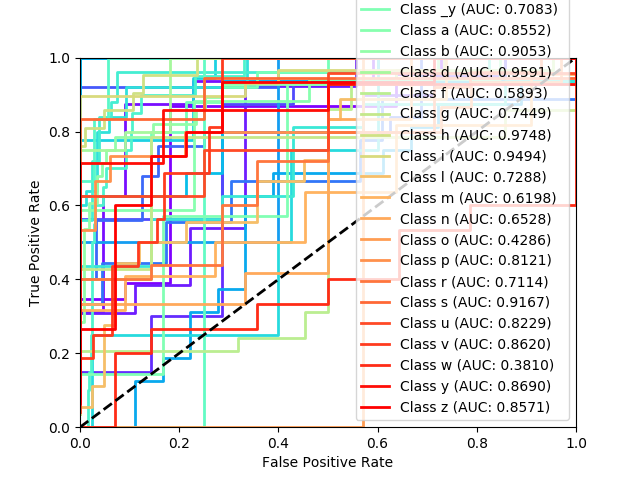 Class _y (AUC: 0.7083)
Class a (AUC: 0.8552)
Class b (AUC: 0.9053)
Class d (AUC: 0.9591)
Class f (AUC: 0.5893)
Class g (AUC: 0.7449)
Class h (AUC: 0.9748)
Class i (AUC: 0.9494)
Class l (AUC: 0.7288)
Class m (AUC: 0.6198)
Class n (AUC: 0.6528)
Class o (AUC: 0.4286)
Class p (AUC: 0.8121)
Class r (AUC: 0.7114)
Class s (AUC: 0.9167)
Class u (AUC: 0.8229)
Class v (AUC: 0.8620)
Class w (AUC: 0.3810)
Class y (AUC: 0.8690)
Class z (AUC: 0.8571)
1.0
0.8
0.6
0.4
0.2
0.0
True Positive Rate
0.0 0.2 0.4 0.6 0.8 1.0
False Positive Rate